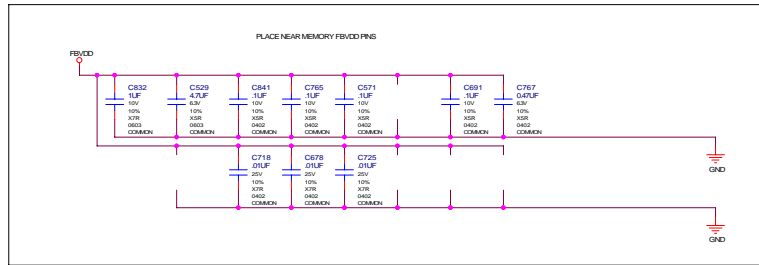 PLACE NEAR MEMORY FBVDD PINS
FBVDD
C832
1UF
10V
10%
X7R
0603
COMMON
C529
4.7UF
6.3V
10%
X5R
0603
COMMON
C841
.1UF
10V
10%
X5R
0402
COMMON
C765
.1UF
10V
10%
X5R
0402
COMMON
C571
.1UF
10V
10%
X5R
0402
COMMON
C691
.1UF
10V
10%
X5R
0402
COMMON
C767
0.47UF
6.3V
10%
X5R
0402
COMMON
GND
C718
.01UF
25V
10%
X7R
0402
COMMON
C678
.01UF
25V
10%
X7R
0402
COMMON
C725
.01UF
25V
10%
X7R
0402
COMMON
GND